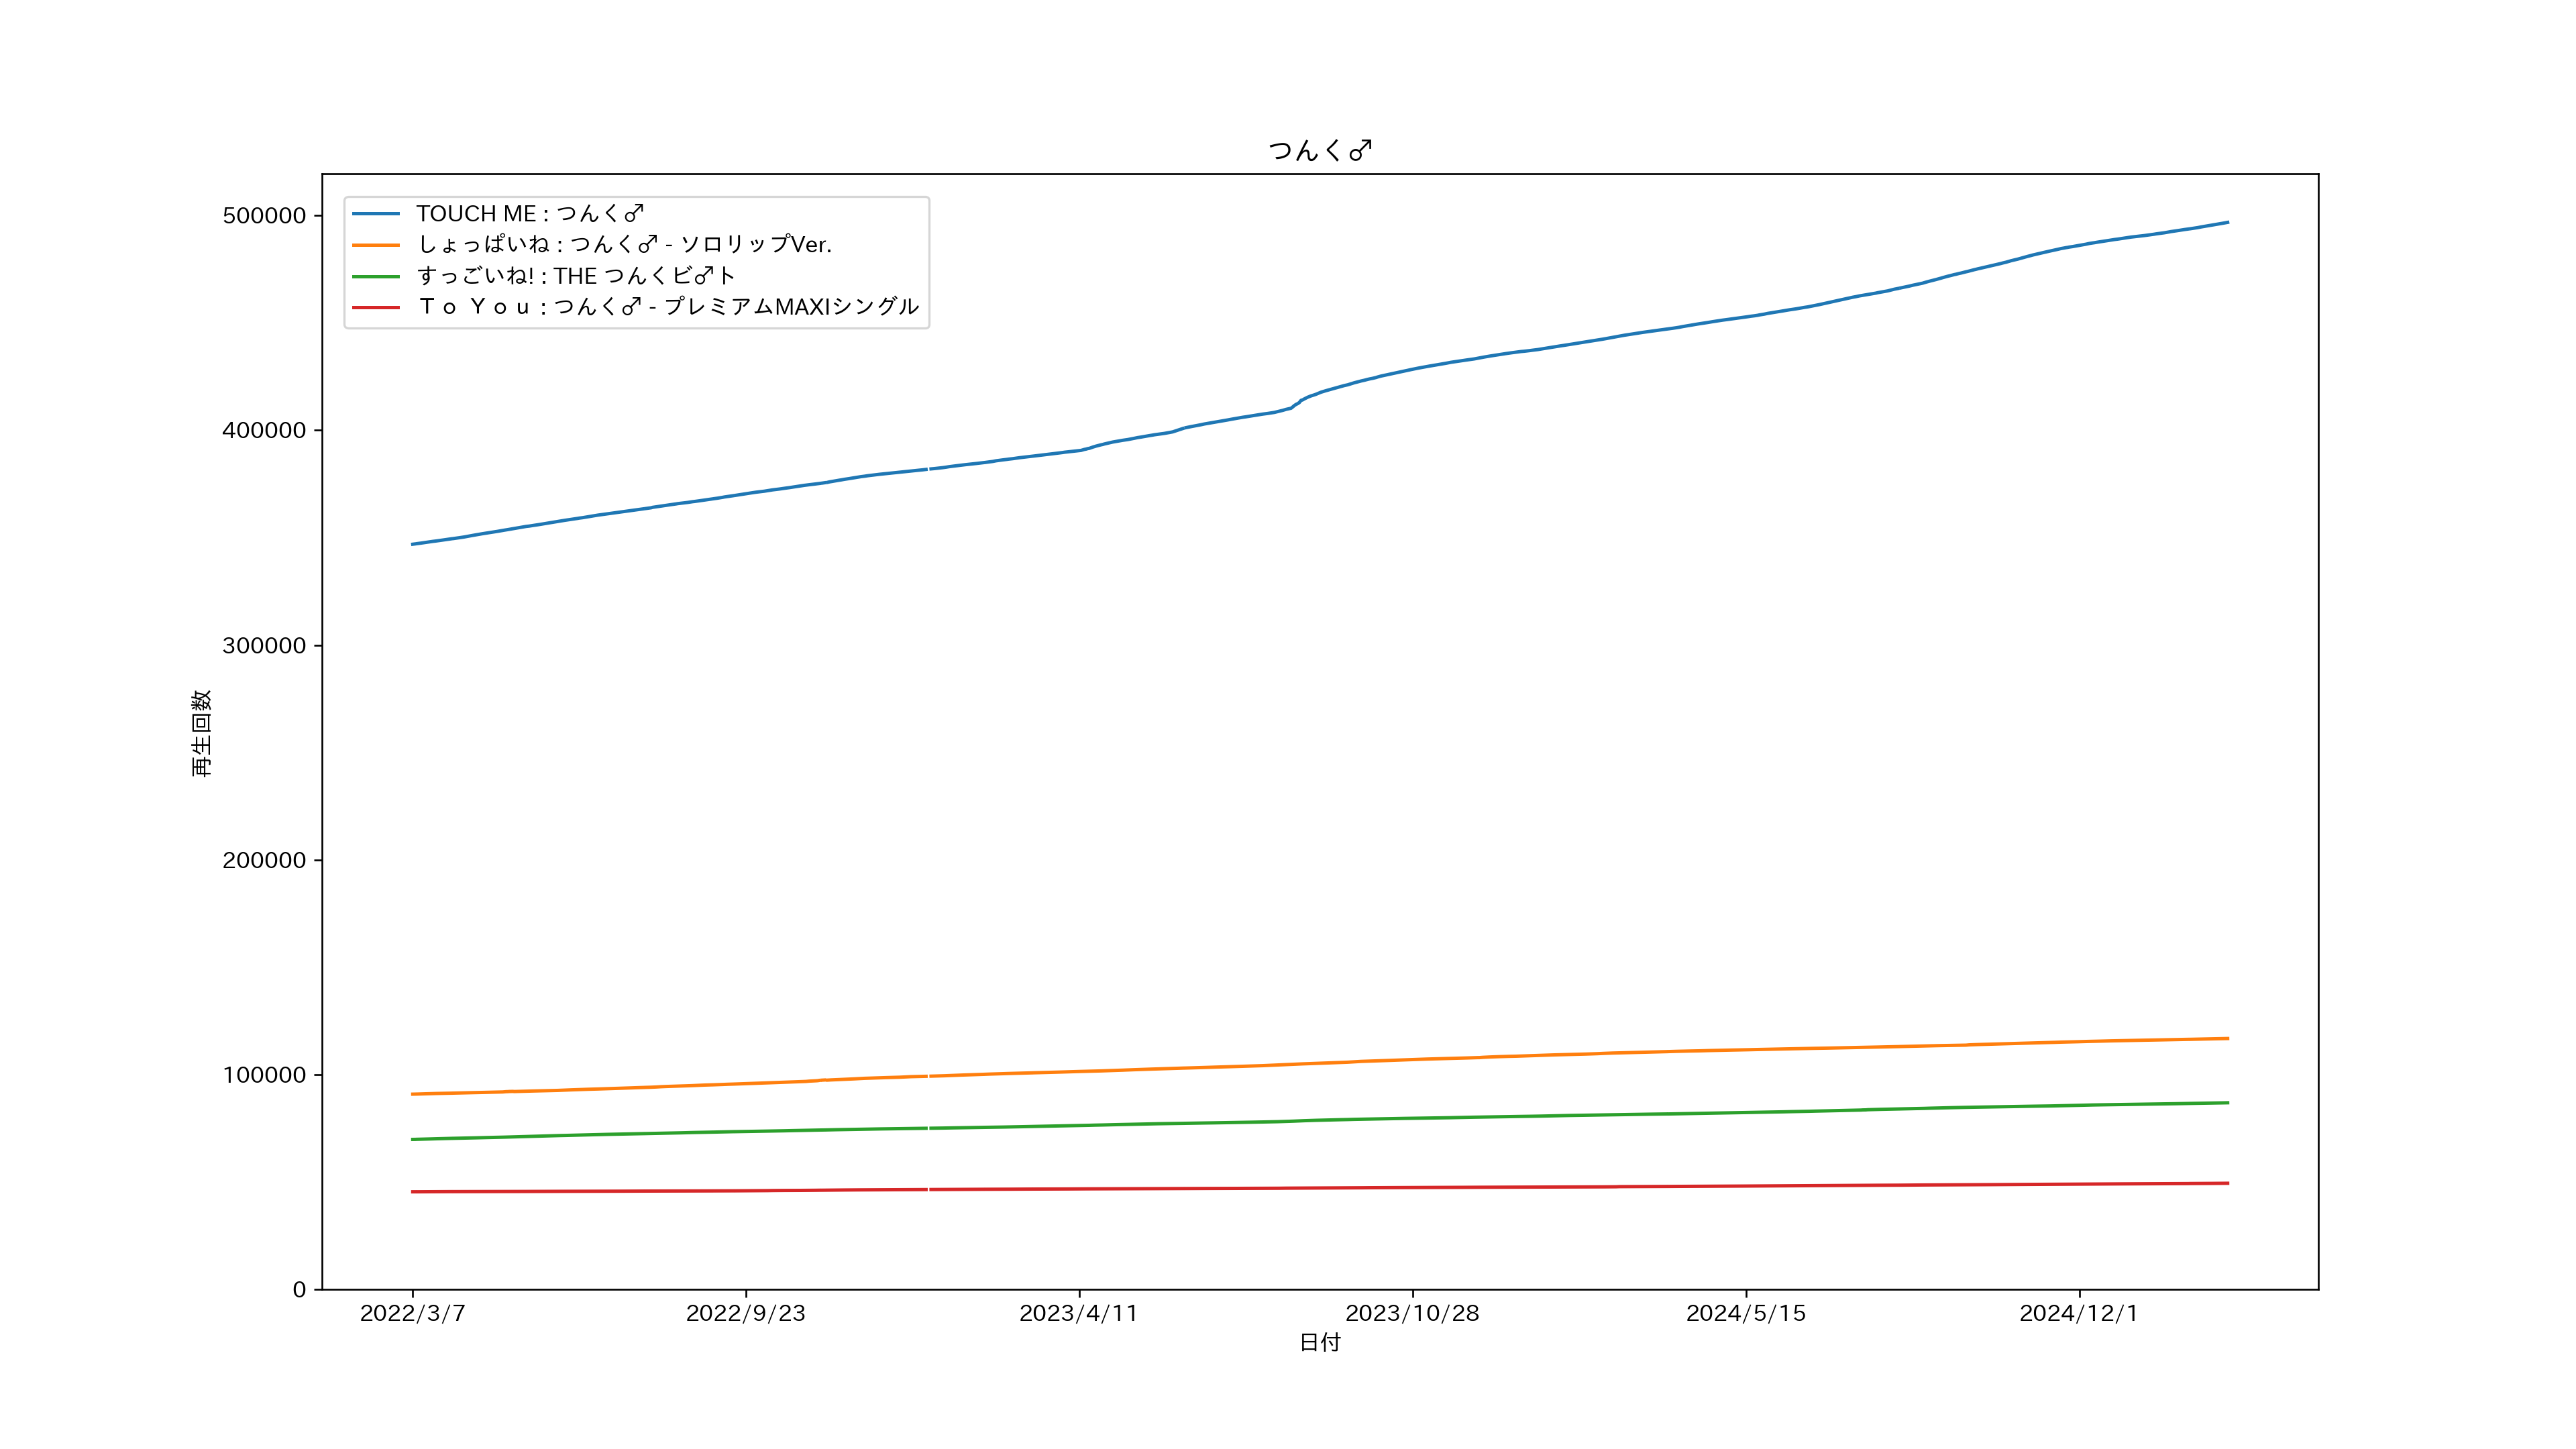 つんく♂
TOUCH ME : つんく♂
しょっぱいね : つんく♂ - ソロリップVer.
すっごいね! : THE つんくビ♂ト
Ｔｏ Ｙｏｕ : つんく♂ - プレミアムMAXIシングル
500000
400000
300000
200000
100000
0
再生回数
2022/3/7
2022/9/23
2023/4/11
2023/10/28
2024/5/15
2024/12/1
日付